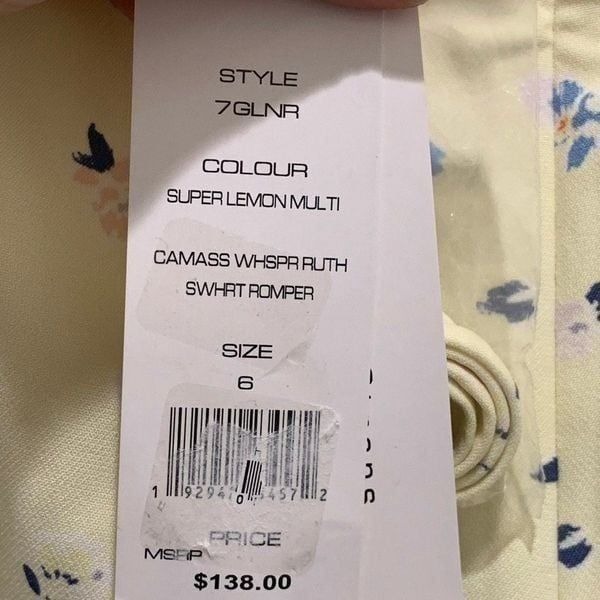 STYLE
7GLNR
COLOUR
SUPER LEMON MULTI
CAMASS WHSPR RUTH
SWHRT ROMPER
SIZE
6
PRICE
MSRP
$138.00